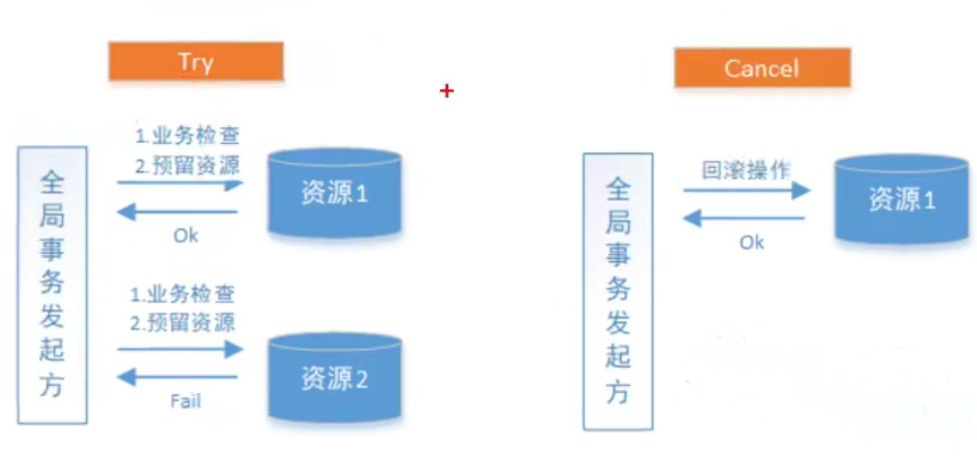 Try
1.业务检查
2.预留资源
全局事务发起方
资源1
Ok
1.业务检查
2.预留资源
资源2
Fail
Cancel
全局事务发起方
回滚操作
资源1
Ok